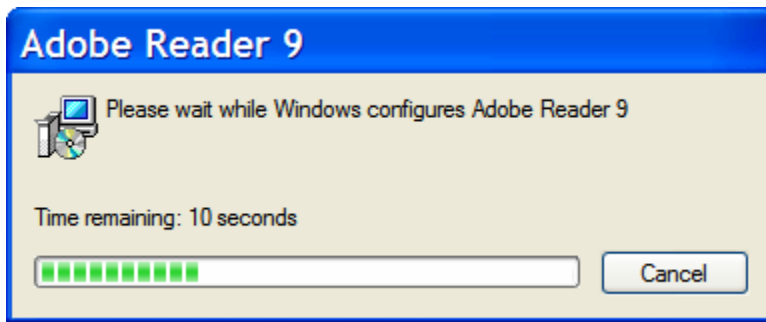 Adobe Reader 9
Please wait while Windows configures Adobe Reader 9
Time remaining: 10 seconds
Cancel